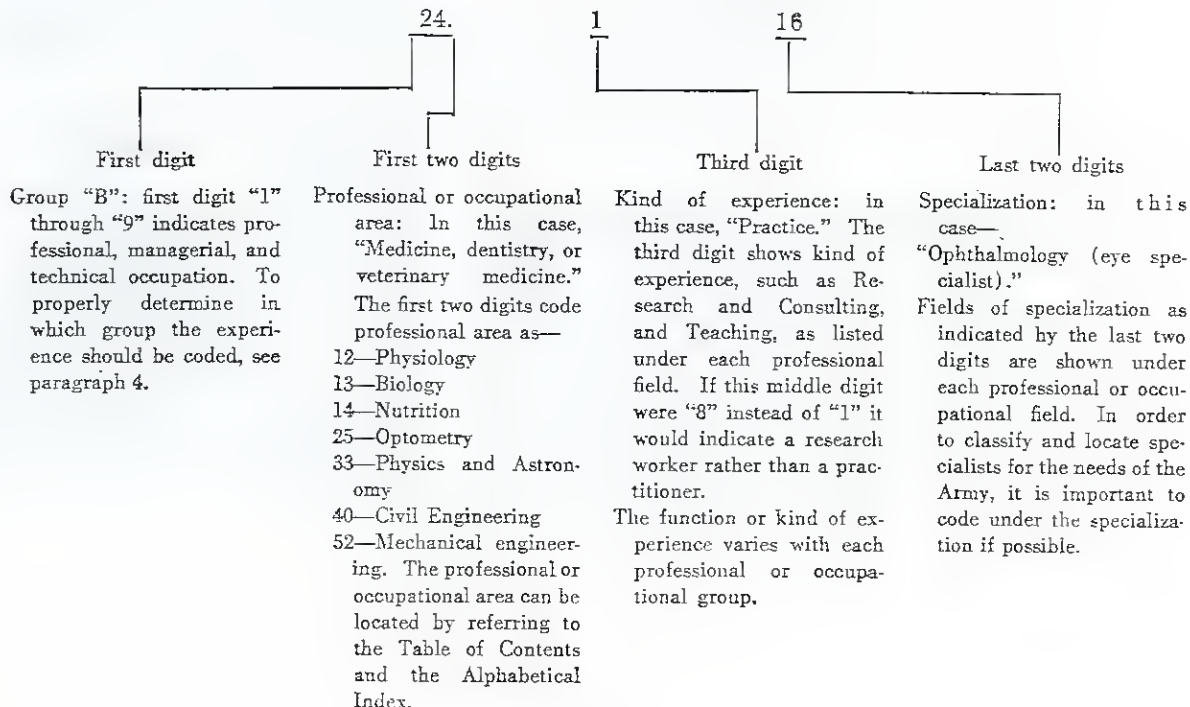 24. 1 16
First digit
Group "B": first digit "1"
through "9" indicates pro-
fessional, managerial, and
technical occupation. To
properly determine in
which group the experi-
ence should be coded, see
paragraph 4.
First two digits
Professional or occupational
area: In this case,
"Medicine, dentistry, or
veterinary medicine."
The first two digits code
professional area as—
12—Physiology
13—Biology
14—Nutrition
25—Optometry
33—Physics and Astron-
omy
40—Civil Engineering
52—Mechanical engineer-
ing. The professional or
occupational area can be
located by referring to
the Table of Contents
and the Alphabetical
Index.
Third digit
Kind of experience: in
this case, "Practice." The
third digit shows kind of
experience, such as Re-
search and Consulting,
and Teaching, as listed
under each professional
field. If this middle digit
were "8" instead of "1" it
would indicate a research
worker rather than a prac-
titioner.
The function or kind of ex-
perience varies with each
professional or occupa-
tional group.
Last two digits
Specialization: in this
case—
"Ophthalmology (eye spe-
cialist)."
Fields of specialization as
indicated by the last two
digits are shown under
each professional or occu-
pational field. In order
to classify and locate spe-
cialists for the needs of the
Army, it is important to
code under the specializa-
tion if possible.